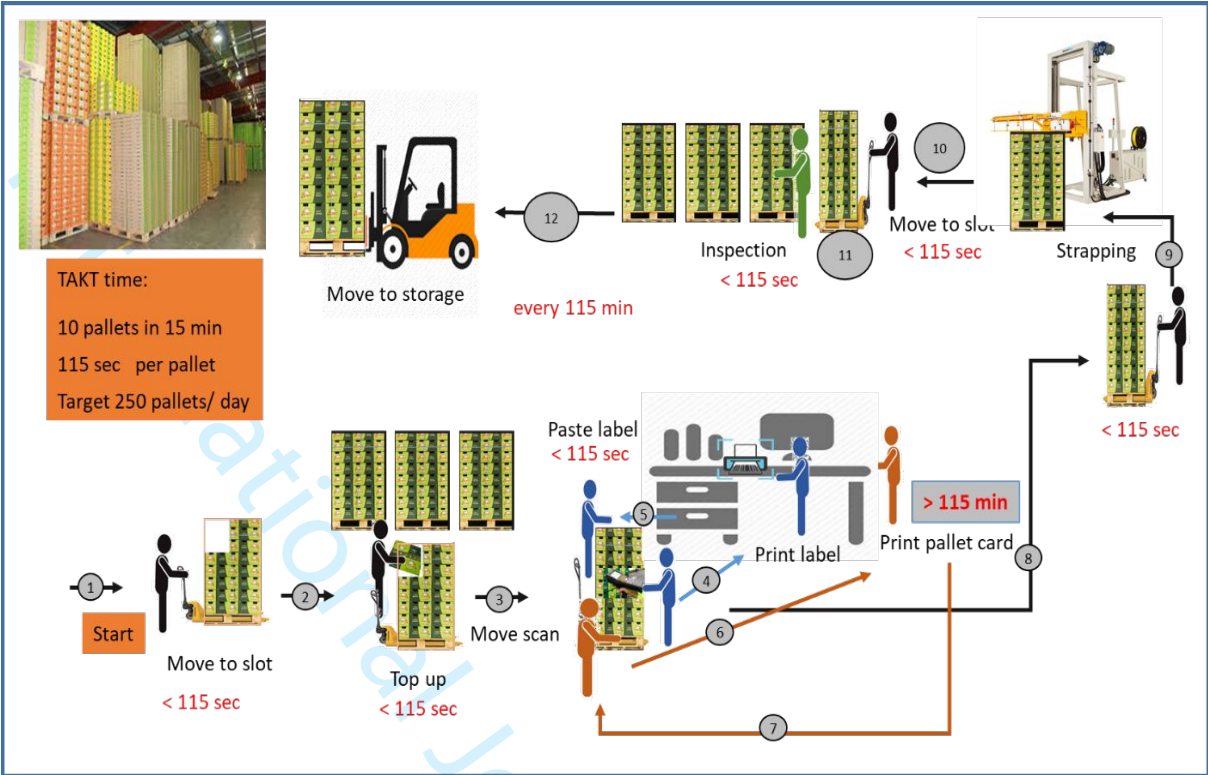 TAKT time:
10 pallets in 15 min
115 sec per pallet
Target 250 pallets/ day
Move to storage
12
every 115 min
Inspection
< 115 sec
11
10
Move to slot
< 115 sec
Strapping
9
< 115 sec
1
Start
Move to slot
< 115 sec
2
Top up
< 115 sec
3
Move scan
Paste label
< 115 sec
5
4
Print label
> 115 min
Print pallet card
6
7
8